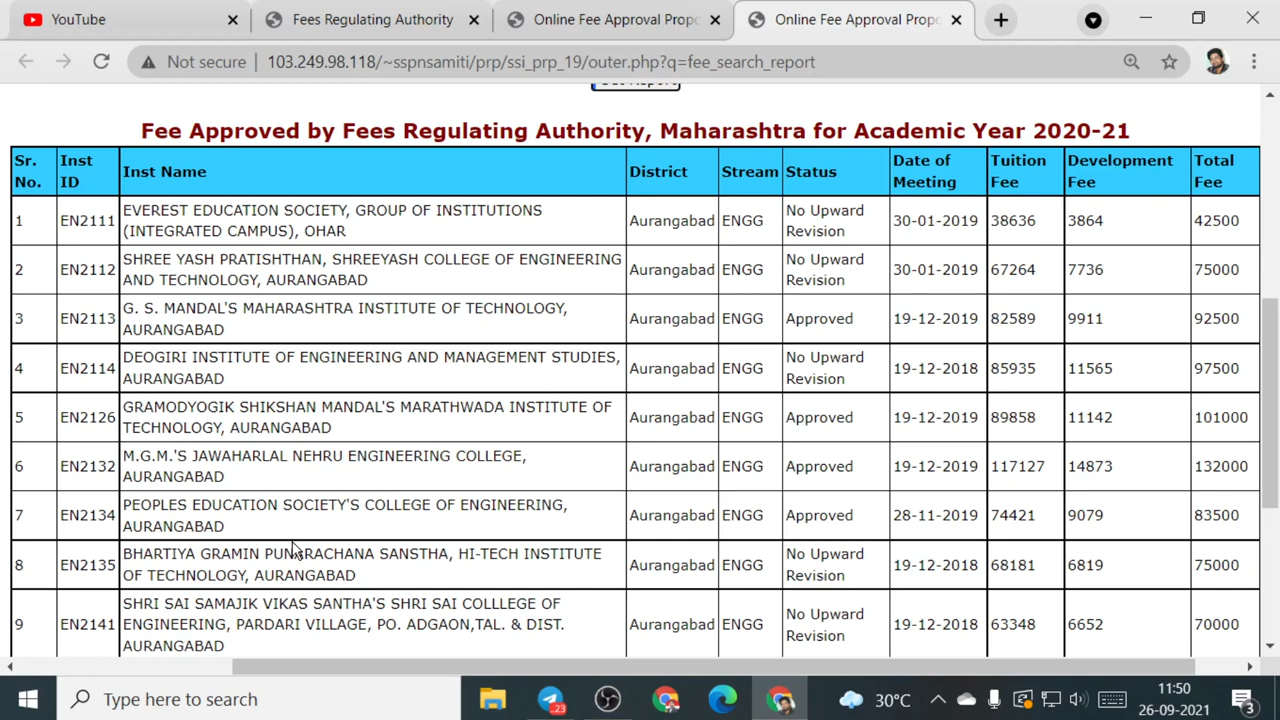 YouTube
Fees Regulating Authority
Online Fee Approval Propo
Online Fee Approval Propo
Not secure
103.249.98.118/~sspnsamiti/prp/ssi_prp_19/outer.php?q=fee_search_report
Fee Approved by Fees Regulating Authority, Maharashtra for Academic Year 2020-21
Sr. No. Inst ID Inst Name District Stream Status Date of Meeting Tuition Fee Development Fee Total Fee
1 EN2111 EVEREST EDUCATION SOCIETY, GROUP OF INSTITUTIONS (INTEGRATED CAMPUS), OHAR Aurangabad ENGG No Upward Revision 30-01-2019 38636 3864 42500
2 EN2112 SHREE YASH PRATISHTHAN, SHREEYASH COLLEGE OF ENGINEERING AND TECHNOLOGY, AURANGABAD Aurangabad ENGG No Upward Revision 30-01-2019 67264 7736 75000
3 EN2113 G. S. MANDAL'S MAHARASHTRA INSTITUTE OF TECHNOLOGY, AURANGABAD Aurangabad ENGG Approved 19-12-2019 82589 9911 92500
4 EN2114 DEOGIRI INSTITUTE OF ENGINEERING AND MANAGEMENT STUDIES, AURANGABAD Aurangabad ENGG No Upward Revision 19-12-2018 85935 11565 97500
5 EN2126 GRAMODYOGIK SHIKSHAN MANDAL'S MARATHWADA INSTITUTE OF TECHNOLOGY, AURANGABAD Aurangabad ENGG Approved 19-12-2019 89858 11142 101000
6 EN2132 M.G.M.'S JAWAHARLAL NEHRU ENGINEERING COLLEGE, AURANGABAD Aurangabad ENGG Approved 19-12-2019 117127 14873 132000
7 EN2134 PEOPLES EDUCATION SOCIETY'S COLLEGE OF ENGINEERING, AURANGABAD Aurangabad ENGG Approved 28-11-2019 74421 9079 83500
8 EN2135 BHARTIYA GRAMIN PUNARRACHANA SANSTHA, HI-TECH INSTITUTE OF TECHNOLOGY, AURANGABAD Aurangabad ENGG No Upward Revision 19-12-2018 68181 6819 75000
9 EN2141 SHRI SAI SAMAJIK VIKAS SANTHA'S SHRI SAI COLLLEGE OF ENGINEERING, PARDARI VILLAGE, PO. ADGAON,TAL. & DIST. AURANGABAD Aurangabad ENGG No Upward Revision 19-12-2018 63348 6652 70000
Type here to search
23
30°C
11:50
26-09-2021
3